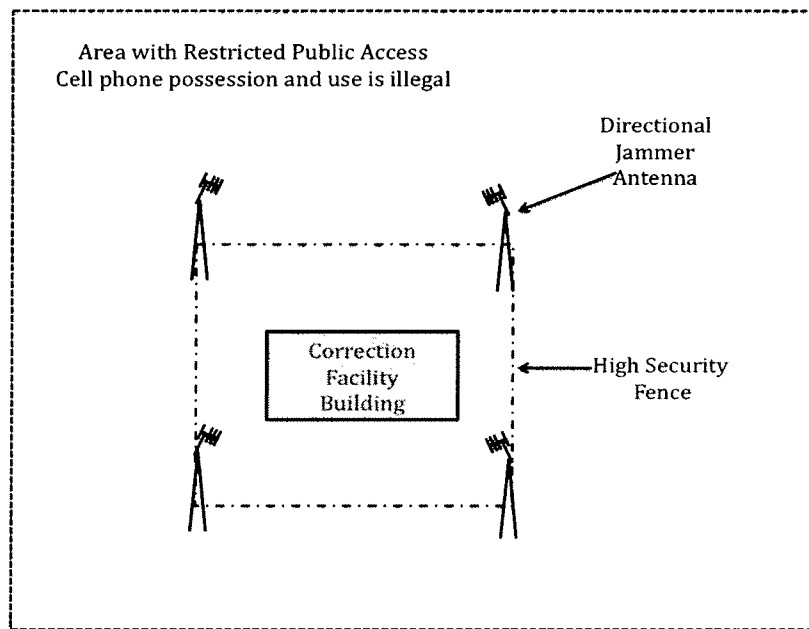 Area with Restricted Public Access
Cell phone possession and use is illegal
Directional
Jammer
Antenna
Correction
Facility
Building
High Security
Fence